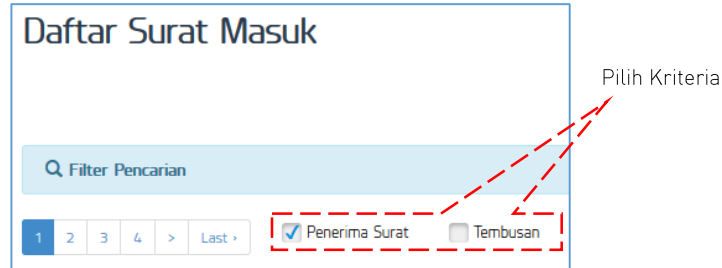 Daftar Surat Masuk
Pilih Kriteria
Filter Pencarian
1 2 3 4 > Last › Penerima Surat Tembusan